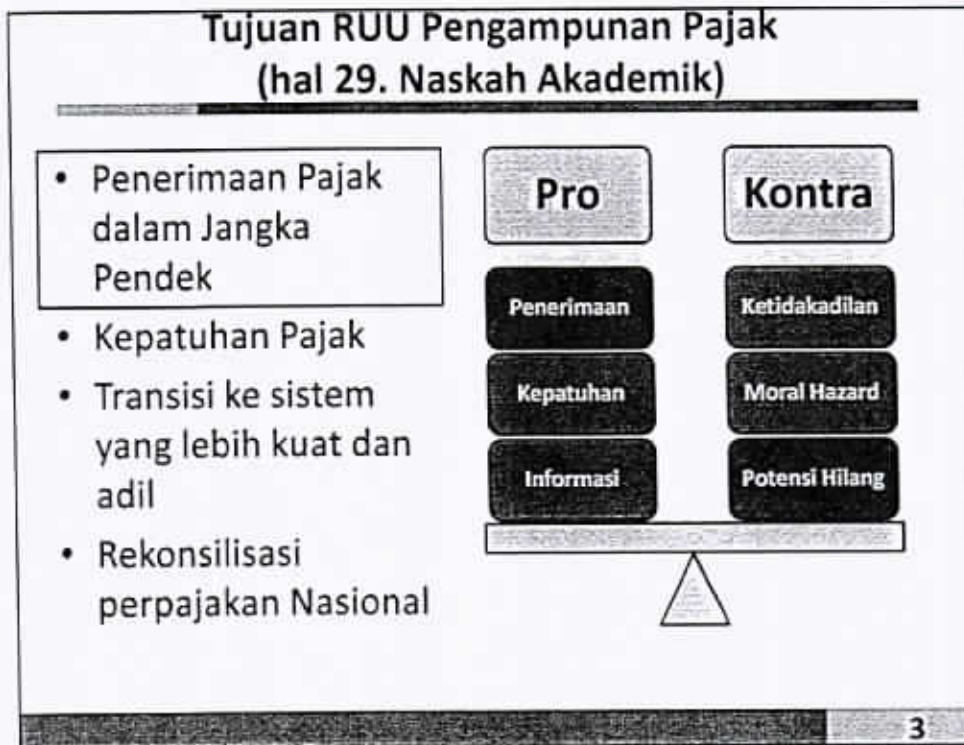 Tujuan RUU Pengampunan Pajak
(hal 29. Naskah Akademik)
• Penerimaan Pajak
dalam Jangka
Pendek
• Kepatuhan Pajak
• Transisi ke sistem
yang lebih kuat dan
adil
• Rekonsilisasi
perpajakan Nasional
Pro
Penerimaan
Kepatuhan
Informasi
Kontra
Ketidakadilan
Moral Hazard
Potensi Hilang
3